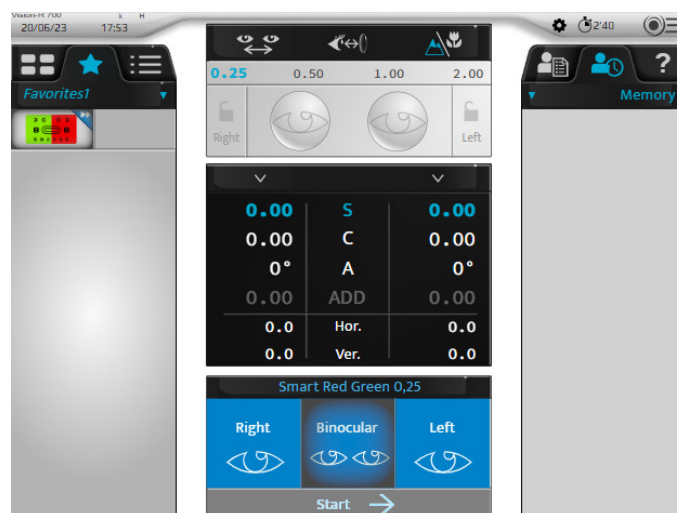 Vision-R 700
20/06/23 17:53
2'40
Favorites1
Memory
?
0.25 0.50 1.00 2.00
Right Left
0.00 S 0.00
0.00 C 0.00
0° A 0°
0.00 ADD 0.00
0.0 Hor. 0.0
0.0 Ver. 0.0
Smart Red Green 0,25
Right Binocular Left
Start